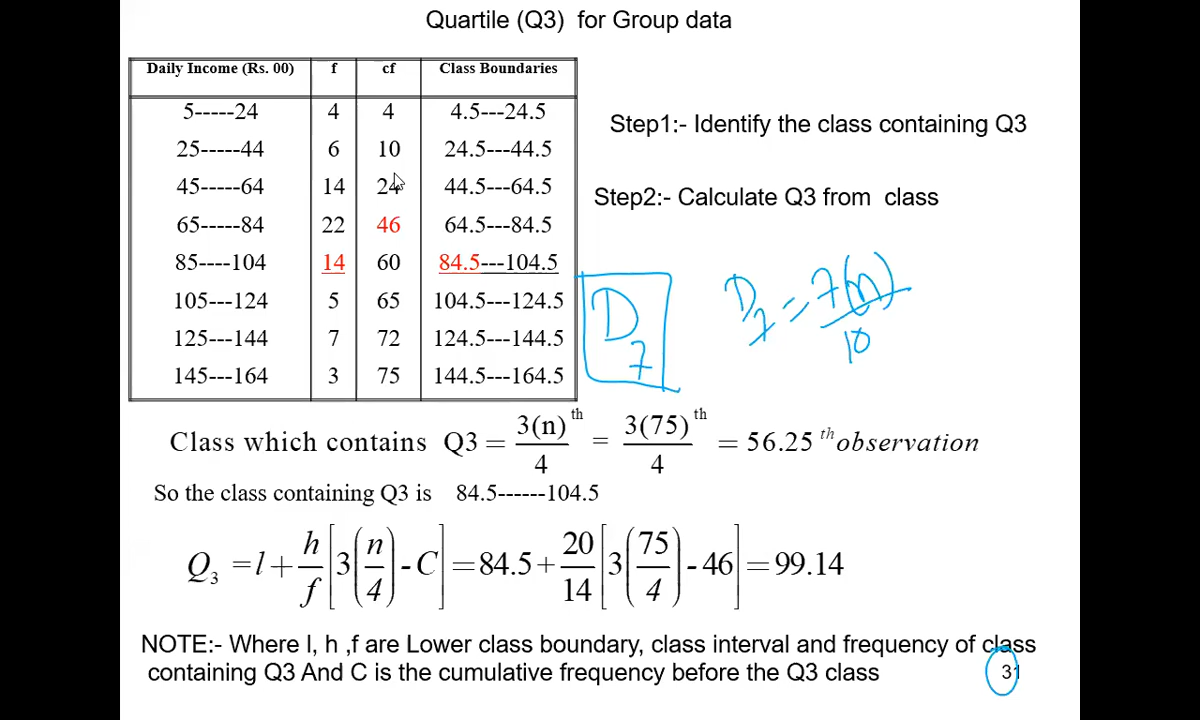 Quartile (Q3)  for Group data
Daily Income (Rs. 00) f cf Class Boundaries
5-----24 4 4 4.5---24.5
25-----44 6 10 24.5---44.5
45-----64 14 24 44.5---64.5
65-----84 22 46 64.5---84.5
85----104 14 60 84.5---104.5
105---124 5 65 104.5---124.5
125---144 7 72 124.5---144.5
145---164 3 75 144.5---164.5
Step1:- Identify the class containing Q3
Step2:- Calculate Q3 from  class
D7
D7 = 7(n)/10
Class which contains  Q3 = 3(n)th/4 = 3(75)th/4 = 56.25 th observation
So the class containing Q3 is    84.5------104.5
Q3 = l + h/f [3(n/4) - C] = 84.5 + 20/14 [3(75/4) - 46] = 99.14
NOTE:- Where l, h ,f are Lower class boundary, class interval and frequency of class
containing Q3 And C is the cumulative frequency before the Q3 class
31